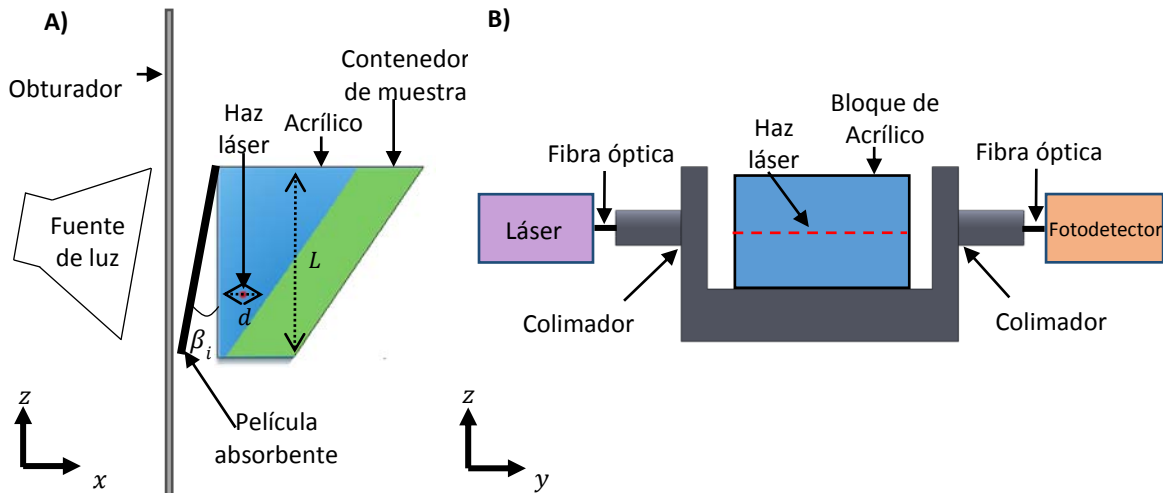 A)
Obturador
Fuente
de luz
Haz
láser
Acrílico
Contenedor
de muestra
L
d
β_i
Película
absorbente
z
x
B)
Láser
Fibra óptica
Haz
láser
Bloque de
Acrílico
Fibra óptica
Fotodetector
Colimador
Colimador
z
y